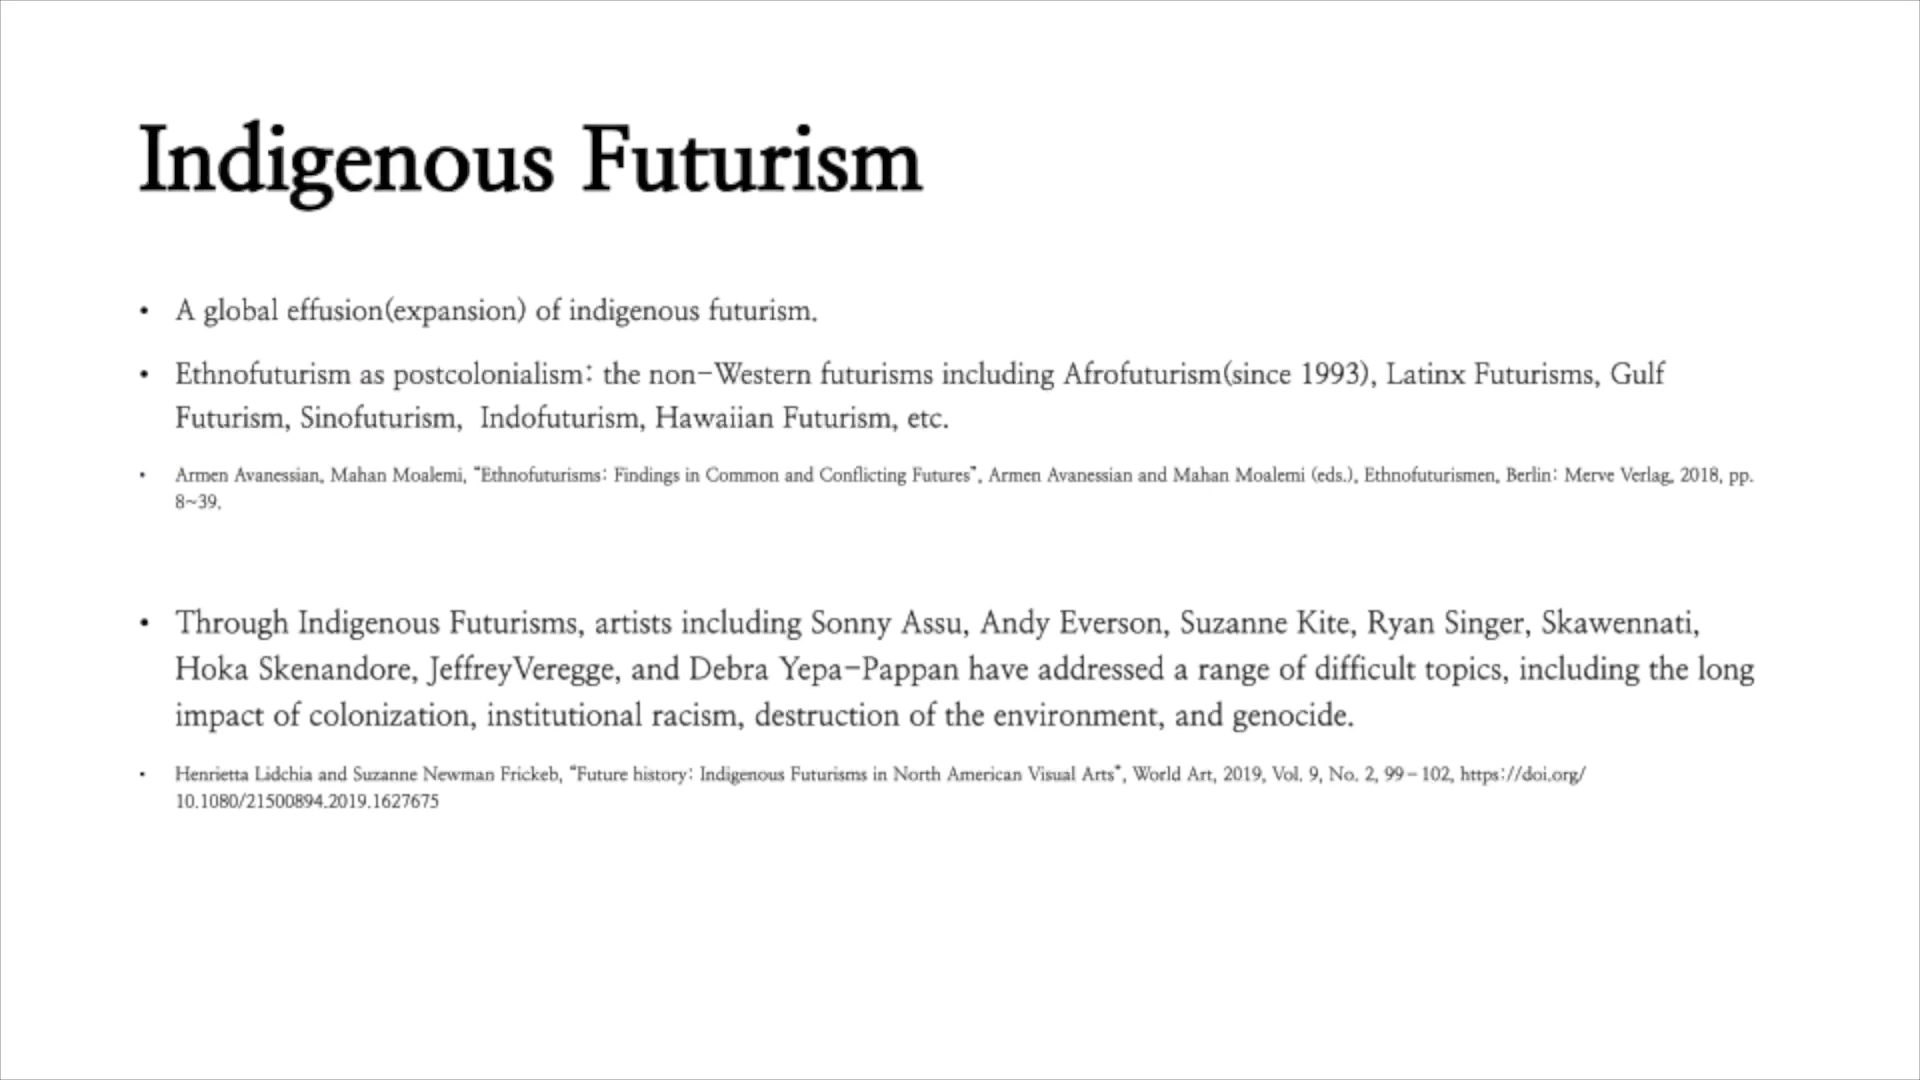 Indigenous Futurism
• A global effusion(expansion) of indigenous futurism.
• Ethnofuturism as postcolonialism: the non-Western futurisms including Afrofuturism(since 1993), Latinx Futurisms, Gulf
Futurism, Sinofuturism,  Indofuturism, Hawaiian Futurism, etc.
• Armen Avanessian, Mahan Moalemi, “Ethnofuturisms: Findings in Common and Conflicting Futures”, Armen Avanessian and Mahan Moalemi (eds.), Ethnofuturismen, Berlin: Merve Verlag, 2018, pp.
8~39.
• Through Indigenous Futurisms, artists including Sonny Assu, Andy Everson, Suzanne Kite, Ryan Singer, Skawennati,
Hoka Skenandore, JeffreyVeregge, and Debra Yepa-Pappan have addressed a range of difficult topics, including the long
impact of colonization, institutional racism, destruction of the environment, and genocide.
• Henrietta Lidchia and Suzanne Newman Frickeb, “Future history: Indigenous Futurisms in North American Visual Arts”, World Art, 2019, Vol. 9, No. 2, 99–102, https://doi.org/
10.1080/21500894.2019.1627675